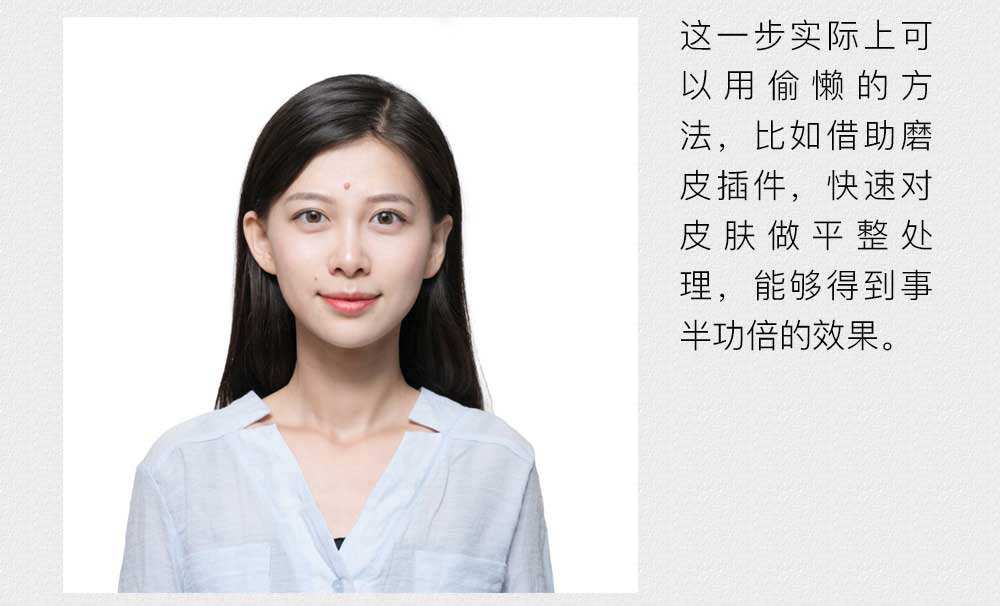 这一步实际上可
以用偷懒的方
法，比如借助磨
皮插件，快速对
皮肤做平整处
理，能够得到事
半功倍的效果。